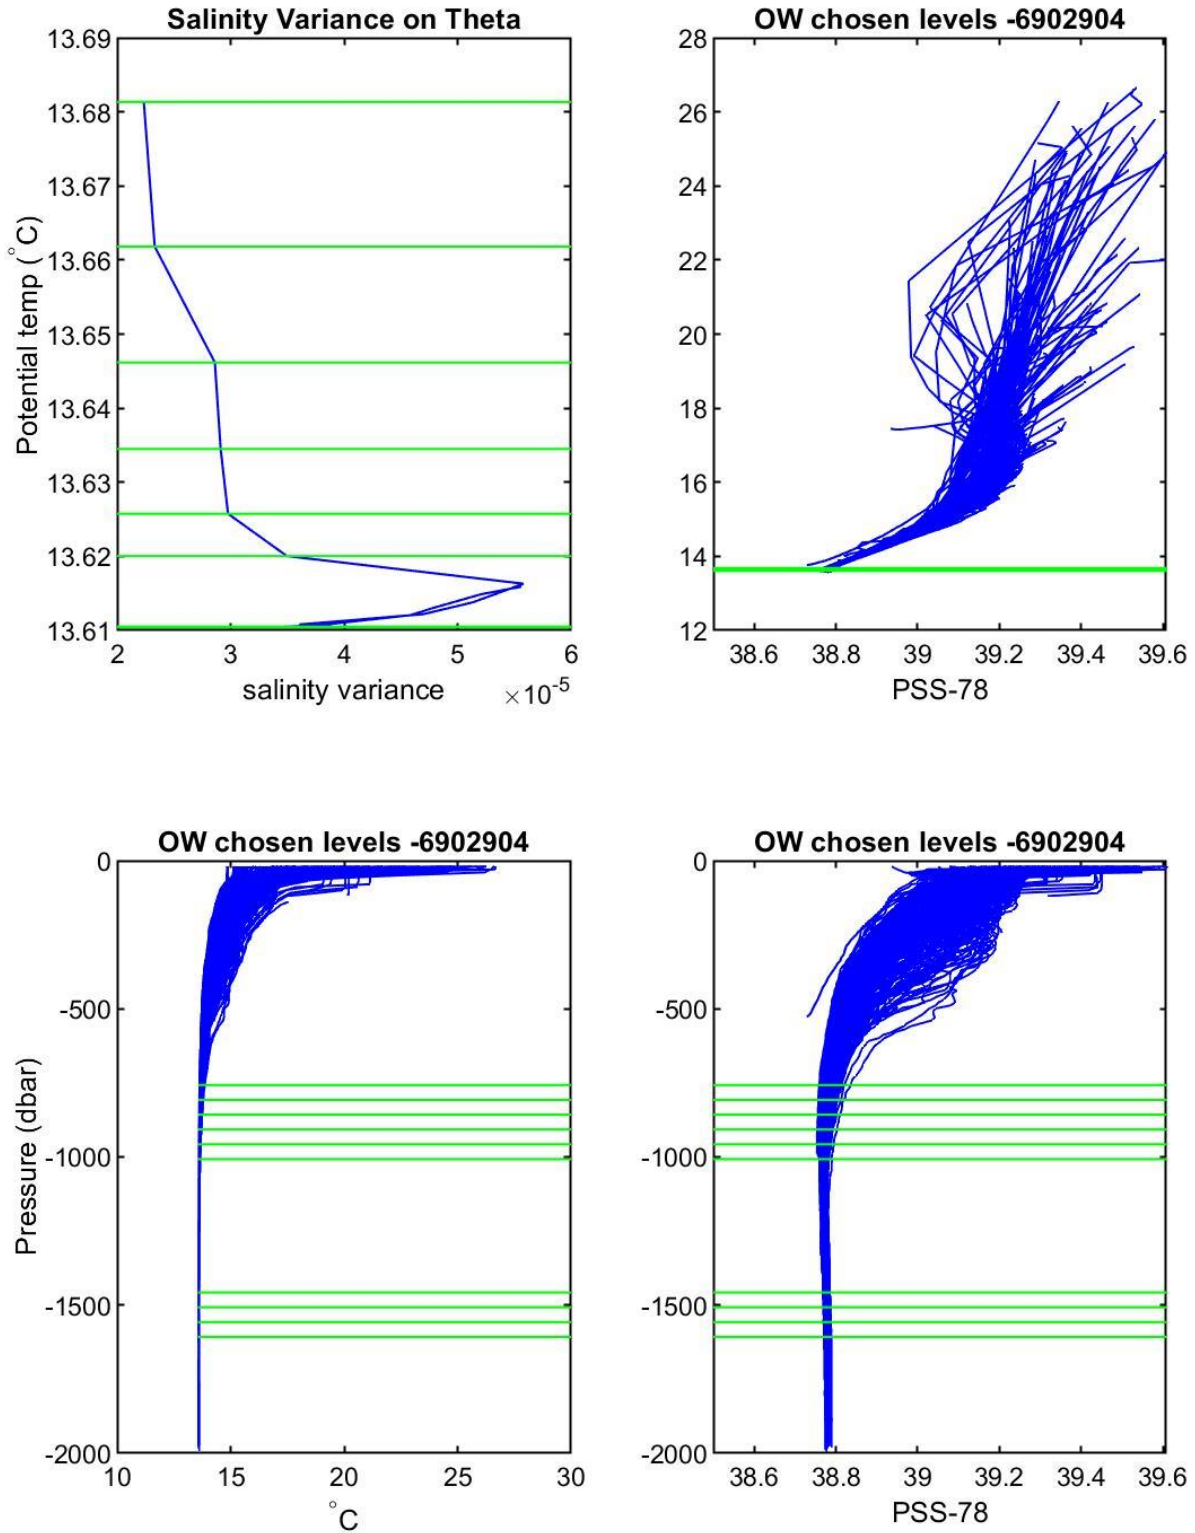 Salinity Variance on Theta
13.69
13.68
13.67
13.66
13.65
13.64
13.63
13.62
13.61
Potential temp (°C)
2 3 4 5 6
salinity variance ×10-5
OW chosen levels -6902904
28
26
24
22
20
18
16
14
12
38.6 38.8 39 39.2 39.4 39.6
PSS-78
OW chosen levels -6902904
0
-500
-1000
-1500
-2000
Pressure (dbar)
10 15 20 25 30
°C
OW chosen levels -6902904
0
-500
-1000
-1500
-2000
38.6 38.8 39 39.2 39.4 39.6
PSS-78